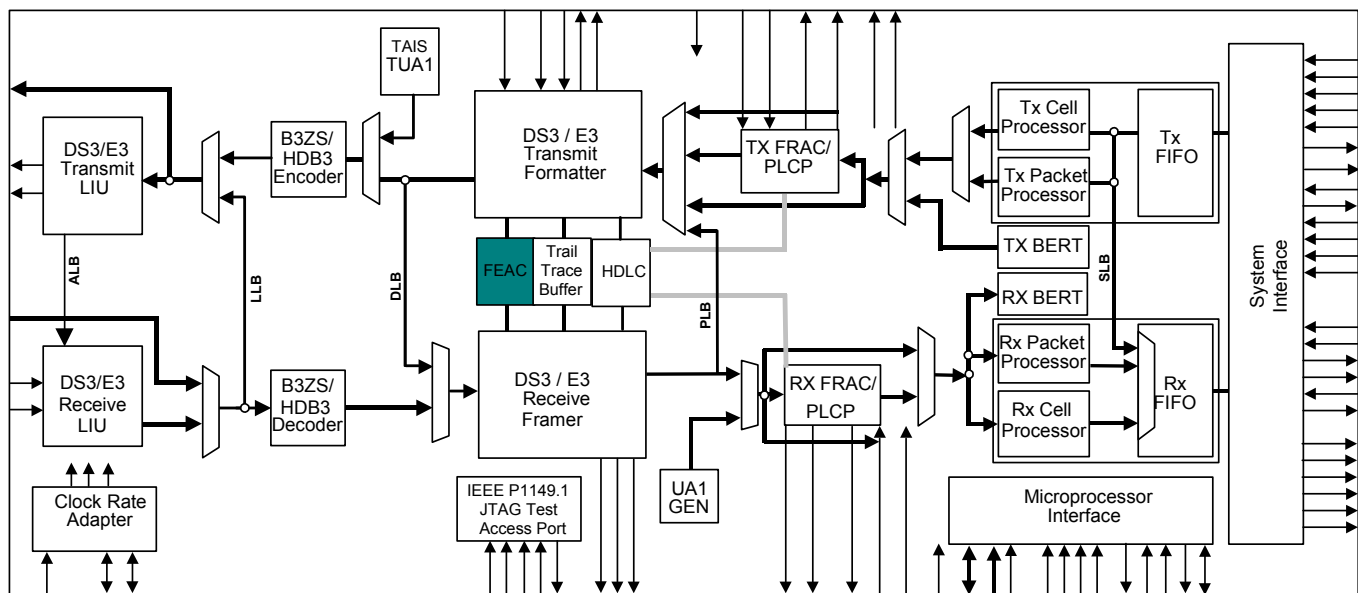 TAIS
TUA1
DS3/E3
Transmit
LIU
B3ZS/
HDB3
Encoder
DS3 / E3
Transmit
Formatter
TX FRAC/
PLCP
Tx Cell
Processor
Tx
FIFO
Tx Packet
Processor
TX BERT
ALB
LLB
DLB
FEAC
Trail
Trace
Buffer
HDLC
PLB
RX BERT
SLB
System
Interface
DS3/E3
Receive
LIU
B3ZS/
HDB3
Decoder
DS3 / E3
Receive
Framer
RX FRAC/
PLCP
Rx Packet
Processor
Rx
FIFO
Rx Cell
Processor
Clock Rate
Adapter
IEEE P1149.1
JTAG Test
Access Port
UA1
GEN
Microprocessor
Interface